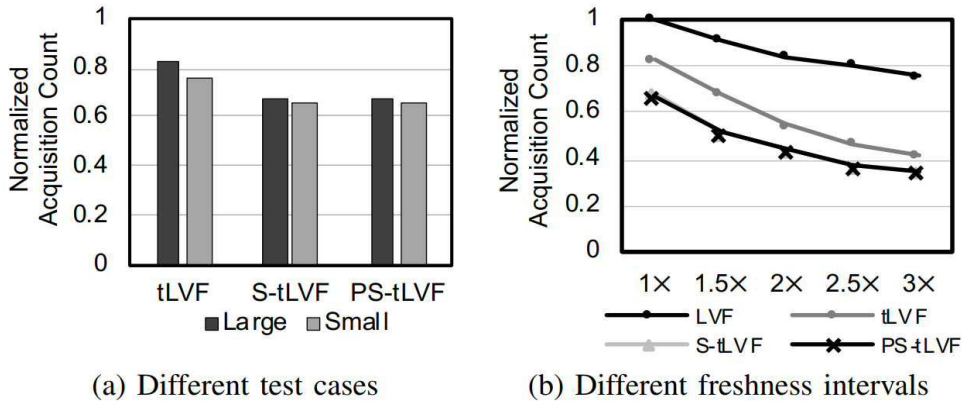 Normalized
Acquisition Count
1
0.8
0.6
0.4
0.2
0
tLVF S-tLVF PS-tLVF
Large Small
(a) Different test cases
Normalized
Acquisition Count
1
0.8
0.6
0.4
0.2
0
1× 1.5× 2× 2.5× 3×
LVF tLVF
S-tLVF PS-tLVF
(b) Different freshness intervals